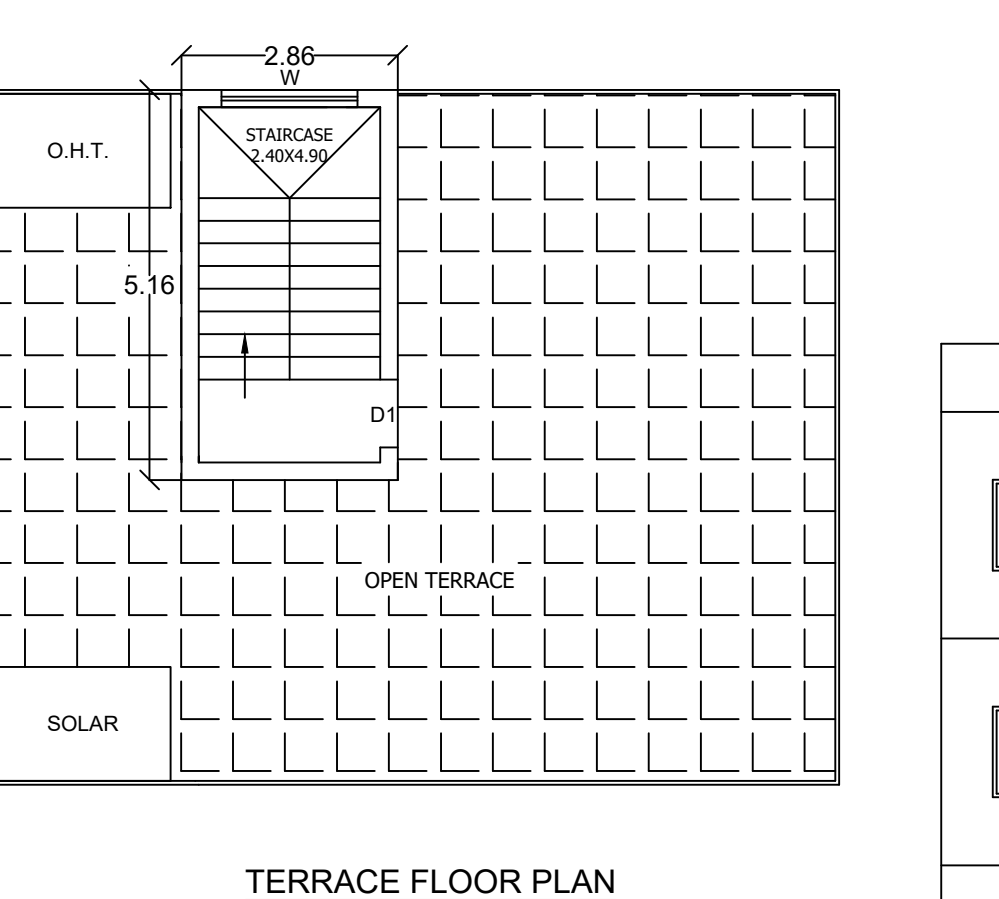 2.86
W
STAIRCASE
2.40X4.90
O.H.T.
5.16
D1
OPEN TERRACE
SOLAR
TERRACE FLOOR PLAN